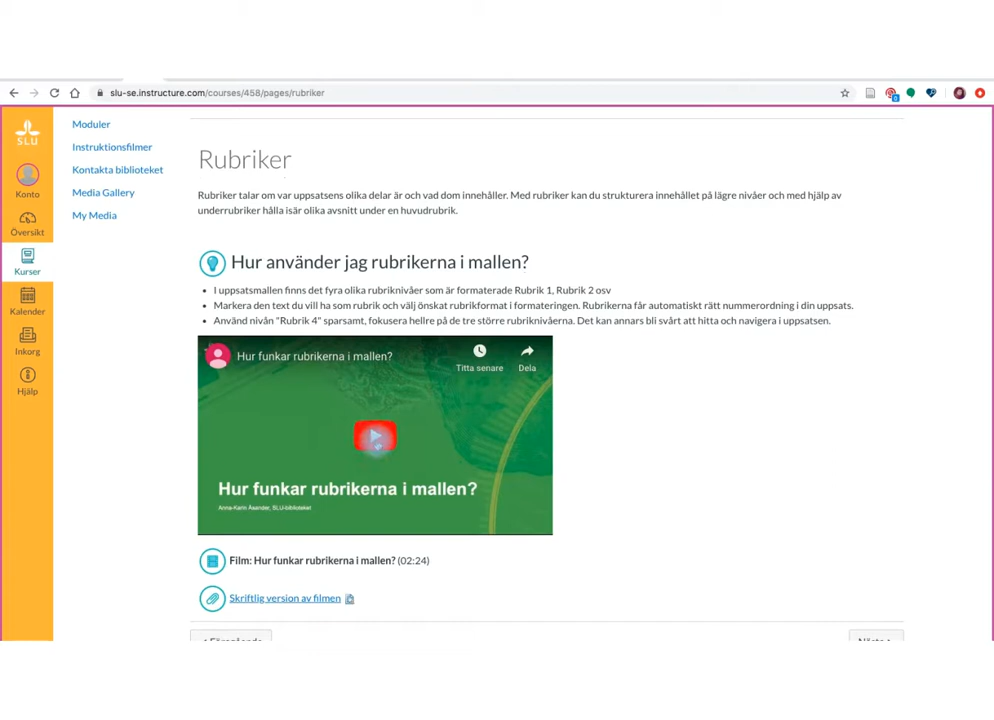 slu-se.instructure.com/courses/458/pages/rubriker
SLU
Konto
Översikt
Kurser
Kalender
Inkorg
Hjälp
Moduler
Instruktionsfilmer
Kontakta biblioteket
Media Gallery
My Media
Rubriker
Rubriker talar om var uppsatsens olika delar är och vad dom innehåller. Med rubriker kan du strukturera innehållet på lägre nivåer och med hjälp av
underrubriker hålla isär olika avsnitt under en huvudrubrik.
Hur använder jag rubrikerna i mallen?
• I uppsatsmallen finns det fyra olika rubriknivåer som är formaterade Rubrik 1, Rubrik 2 osv
• Markera den text du vill ha som rubrik och välj önskat rubrikformat i formateringen. Rubrikerna får automatiskt rätt nummerordning i din uppsats.
• Använd nivån "Rubrik 4" sparsamt, fokusera hellre på de tre större rubriknivåerna. Det kan annars bli svårt att hitta och navigera i uppsatsen.
Hur funkar rubrikerna i mallen?
Titta senare
Dela
Hur funkar rubrikerna i mallen?
Anna-Karin Åsander, SLU-biblioteket
Film: Hur funkar rubrikerna i mallen? (02:24)
Skriftlig version av filmen